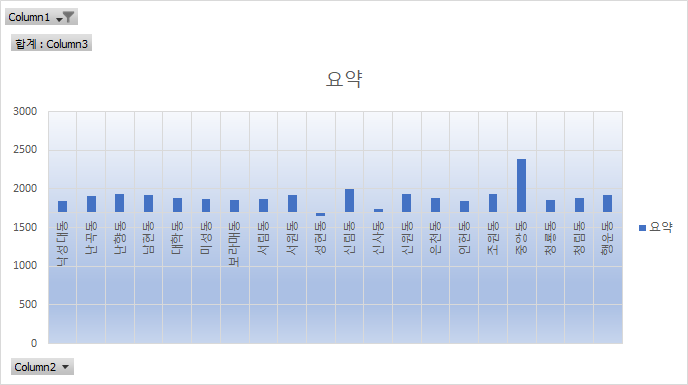 Column1
합계 : Column3
요약
3000
2500
2000
1500
1000
500
0
낙성대동
난곡동
난향동
남현동
대학동
미성동
보라매동
서림동
서원동
성현동
신림동
신사동
신원동
은천동
인헌동
조원동
중앙동
청룡동
청림동
행운동
요약
Column2